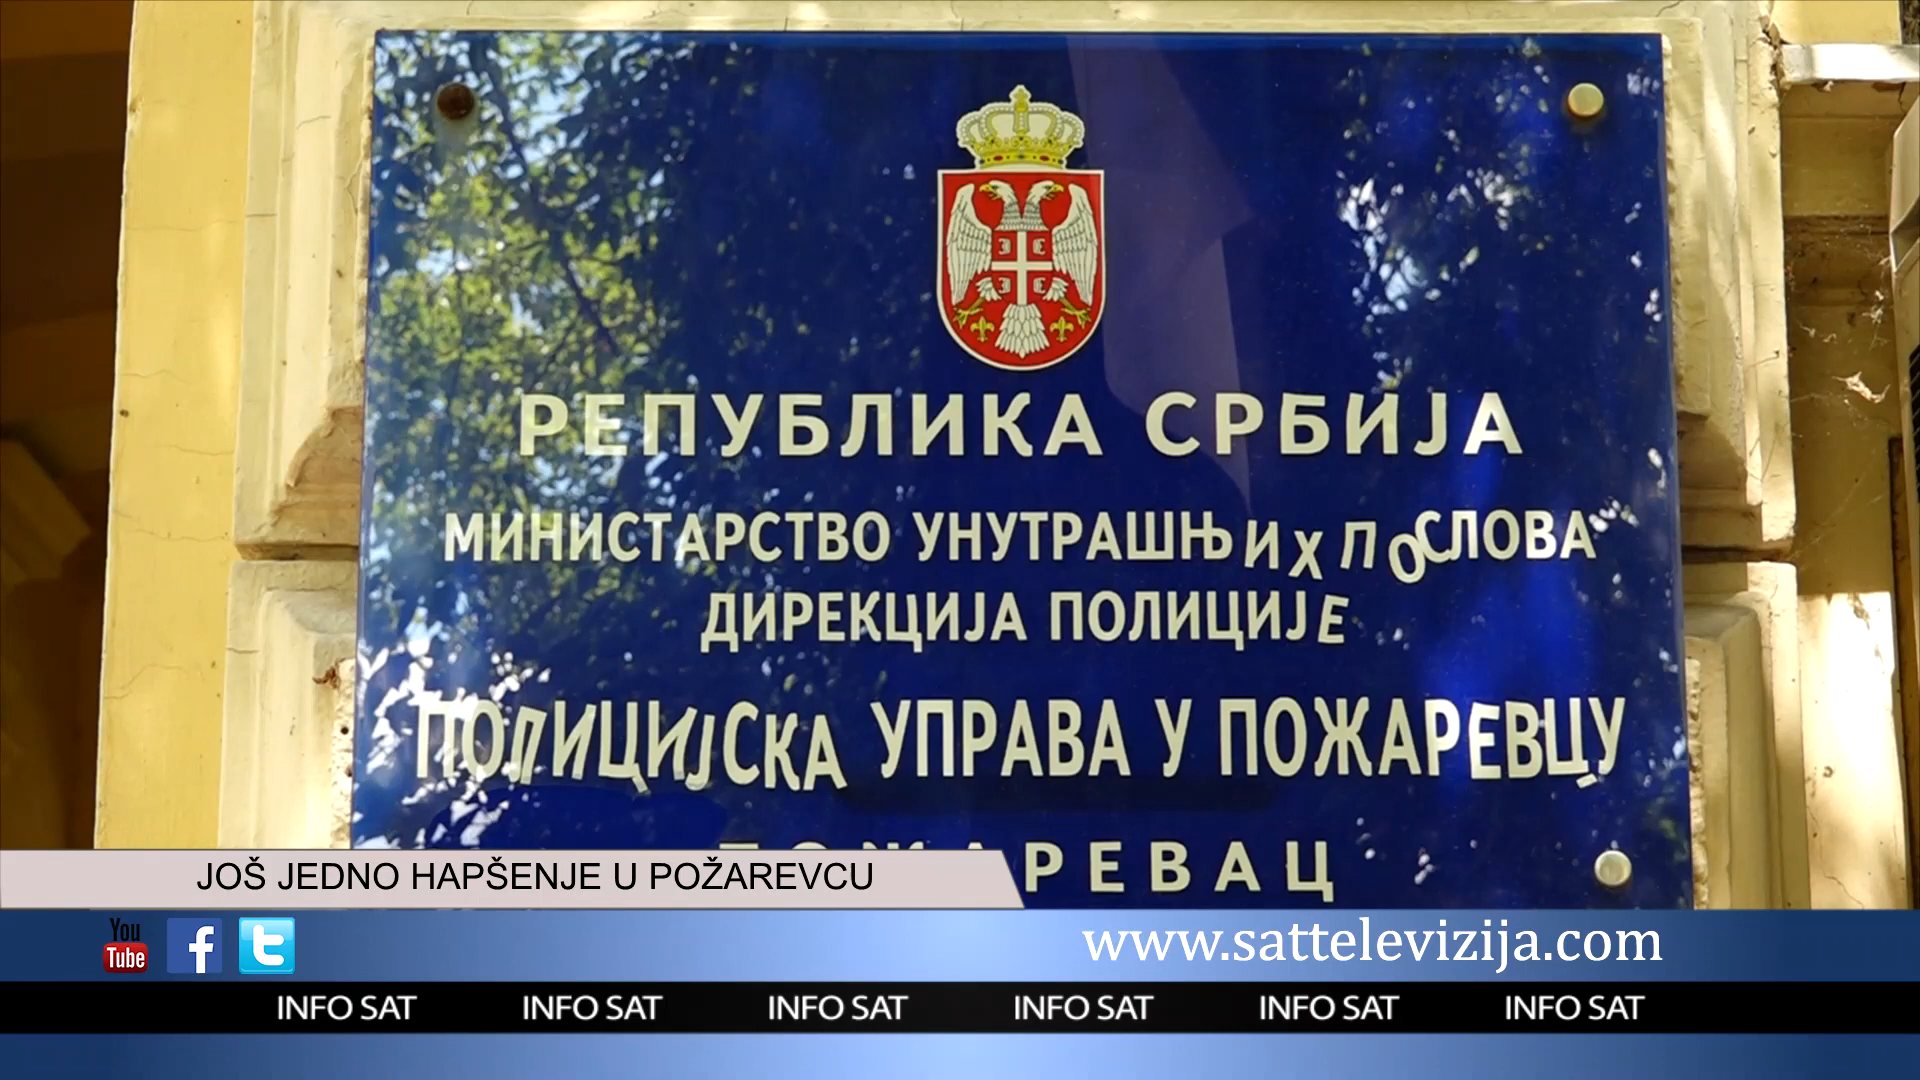 РЕПУБЛИКА СРБИЈА
МИНИСТАРСТВО УНУТРАШЊИХ ПОСЛОВА
ДИРЕКЦИЈА ПОЛИЦИЈЕ
ПОЛИЦИЈСКА УПРАВА У ПОЖАРЕВЦУ
ПОЖАРЕВАЦ
JOŠ JEDNO HAPŠENJE U POŽAREVCU
You Tube f t www.sattelevizija.com
INFO SAT INFO SAT INFO SAT INFO SAT INFO SAT INFO SAT